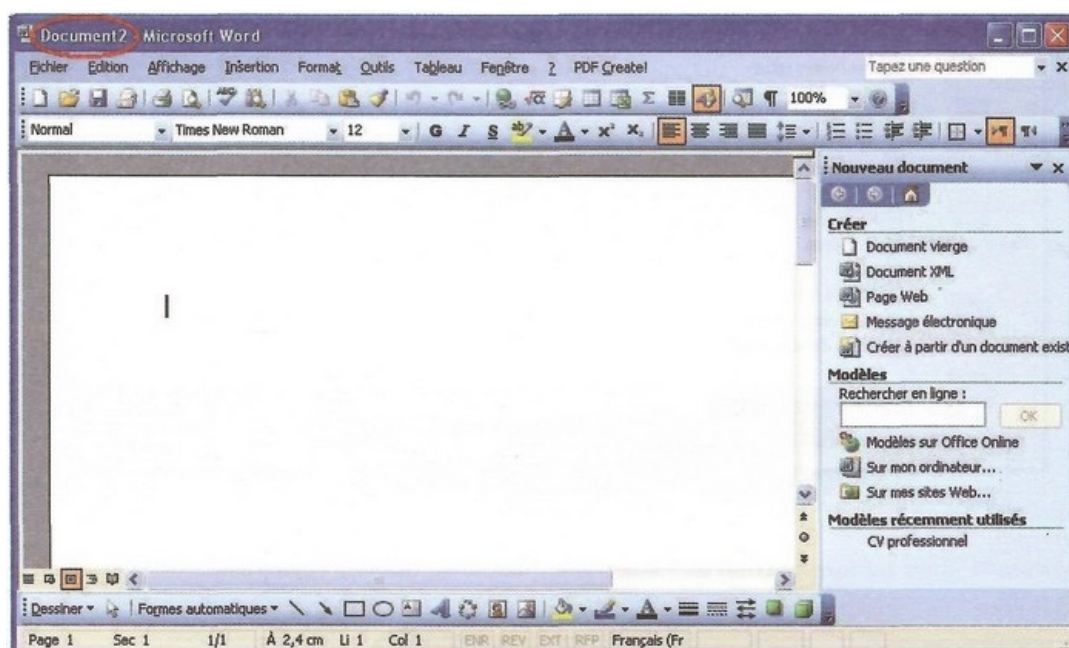 Document2 - Microsoft Word
Fichier Edition Affichage Insertion Format Outils Tableau Fenêtre ? PDF Create! Tapez une question
100%
Normal Times New Roman 12 G I S x² x₂
Nouveau document
Créer
Document vierge
Document XML
Page Web
Message électronique
Créer à partir d'un document exist
Modèles
Rechercher en ligne :
OK
Modèles sur Office Online
Sur mon ordinateur...
Sur mes sites Web...
Modèles récemment utilisés
CV professionnel
Dessiner Formes automatiques
Page 1 Sec 1 1/1 À 2,4 cm Li 1 Col 1 ENR REV EXT RFP Français (Fr